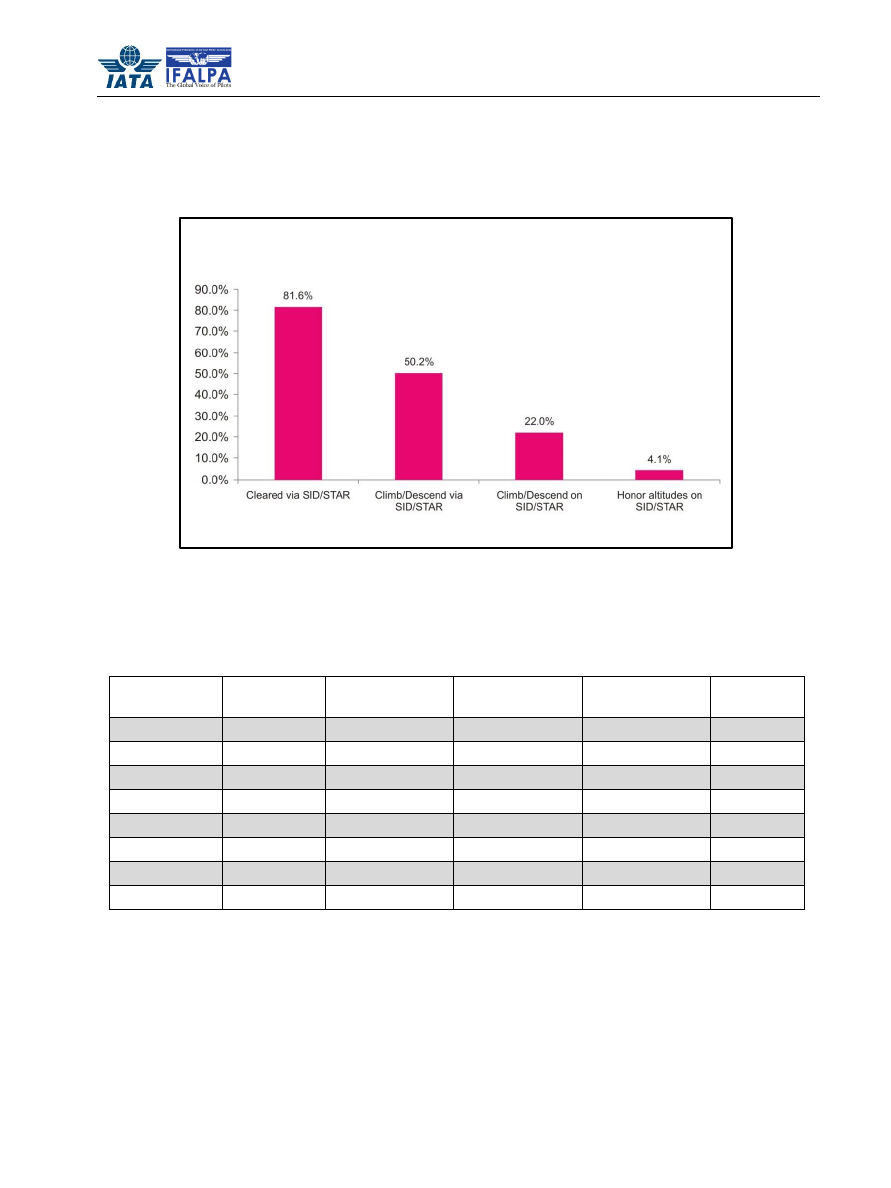 IATA
IFALPA
The Global Voice of Pilots
90.0%
80.0%
70.0%
60.0%
50.0%
40.0%
30.0%
20.0%
10.0%
0.0%
81.6%
50.2%
22.0%
4.1%
Cleared via SID/STAR
Climb/Descend via
SID/STAR
Climb/Descend on
SID/STAR
Honor altitudes on
SID/STAR